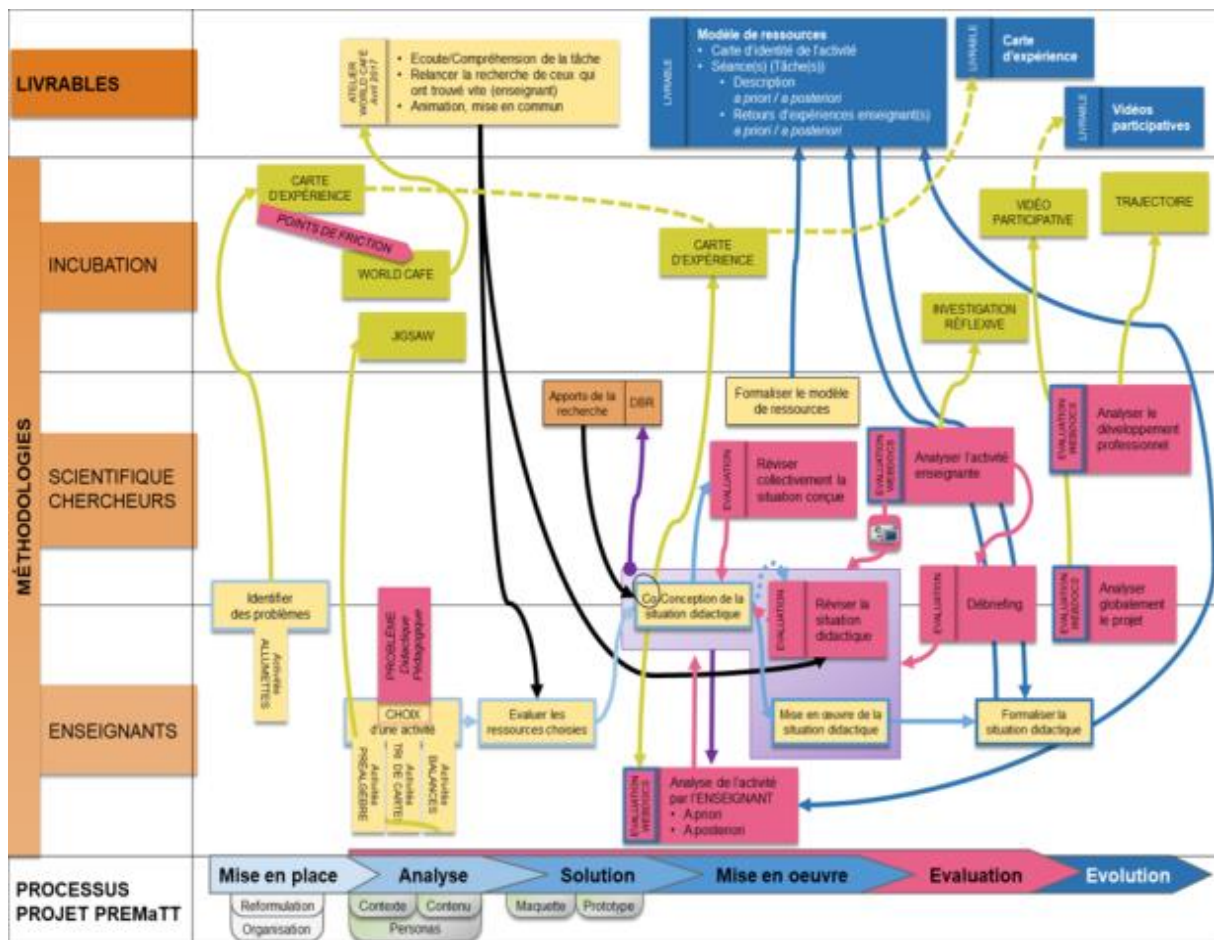 LIVRABLES
ATELIER
WORLD CAFE
Avril 2017
• Ecoute/Compréhension de la tâche
• Relancer la recherche de ceux qui
ont trouvé vite (enseignant)
• Animation, mise en commun
LIVRABLE
Modèle de ressources
• Carte d'identité de l'activité
• Séance(s) (Tâche(s))
• Description
a priori / a posteriori
• Retours d'expériences enseignant(s)
a priori / a posteriori
LIVRABLE
Carte
d'expérience
LIVRABLE
Vidéos
participatives
MÉTHODOLOGIES
INCUBATION
CARTE
D'EXPÉRIENCE
POINTS DE FRICTION
WORLD CAFE
JIGSAW
CARTE
D'EXPÉRIENCE
VIDÉO
PARTICIPATIVE
TRAJECTOIRE
INVESTIGATION
RÉFLEXIVE
SCIENTIFIQUE
CHERCHEURS
Apports de la
recherche
DBR
Formaliser le modèle
de ressources
EVALUATION
Réviser
collectivement la
situation conçue
EVALUATION
WEBDOCS
Analyser l'activité
enseignante
EVALUATION
WEBDOCS
Analyser le
développement
professionnel
Identifier
des problèmes
Activités
ALLUMETTES
PROBLÈME
Didactique
Pédagogique
Co-Conception de la
situation didactique
EVALUATION
Réviser la
situation
didactique
EVALUATION
Débriefing
EVALUATION
WEBDOCS
Analyser
globalement
le projet
ENSEIGNANTS
CHOIX
d'une activité
Activités
PRÉALGÈBRE
Activités
TRI DE CARTE
Activités
BALANCES
Evaluer les
ressources choisies
Mise en œuvre de la
situation didactique
Formaliser la
situation didactique
EVALUATION
WEBDOCS
Analyse de l'activité
par l'ENSEIGNANT
• A priori
• A posteriori
PROCESSUS
PROJET PREMaTT
Mise en place
Analyse
Solution
Mise en oeuvre
Evaluation
Evolution
Reformulation
Organisation
Contexte
Contenu
Personas
Maquette
Prototype